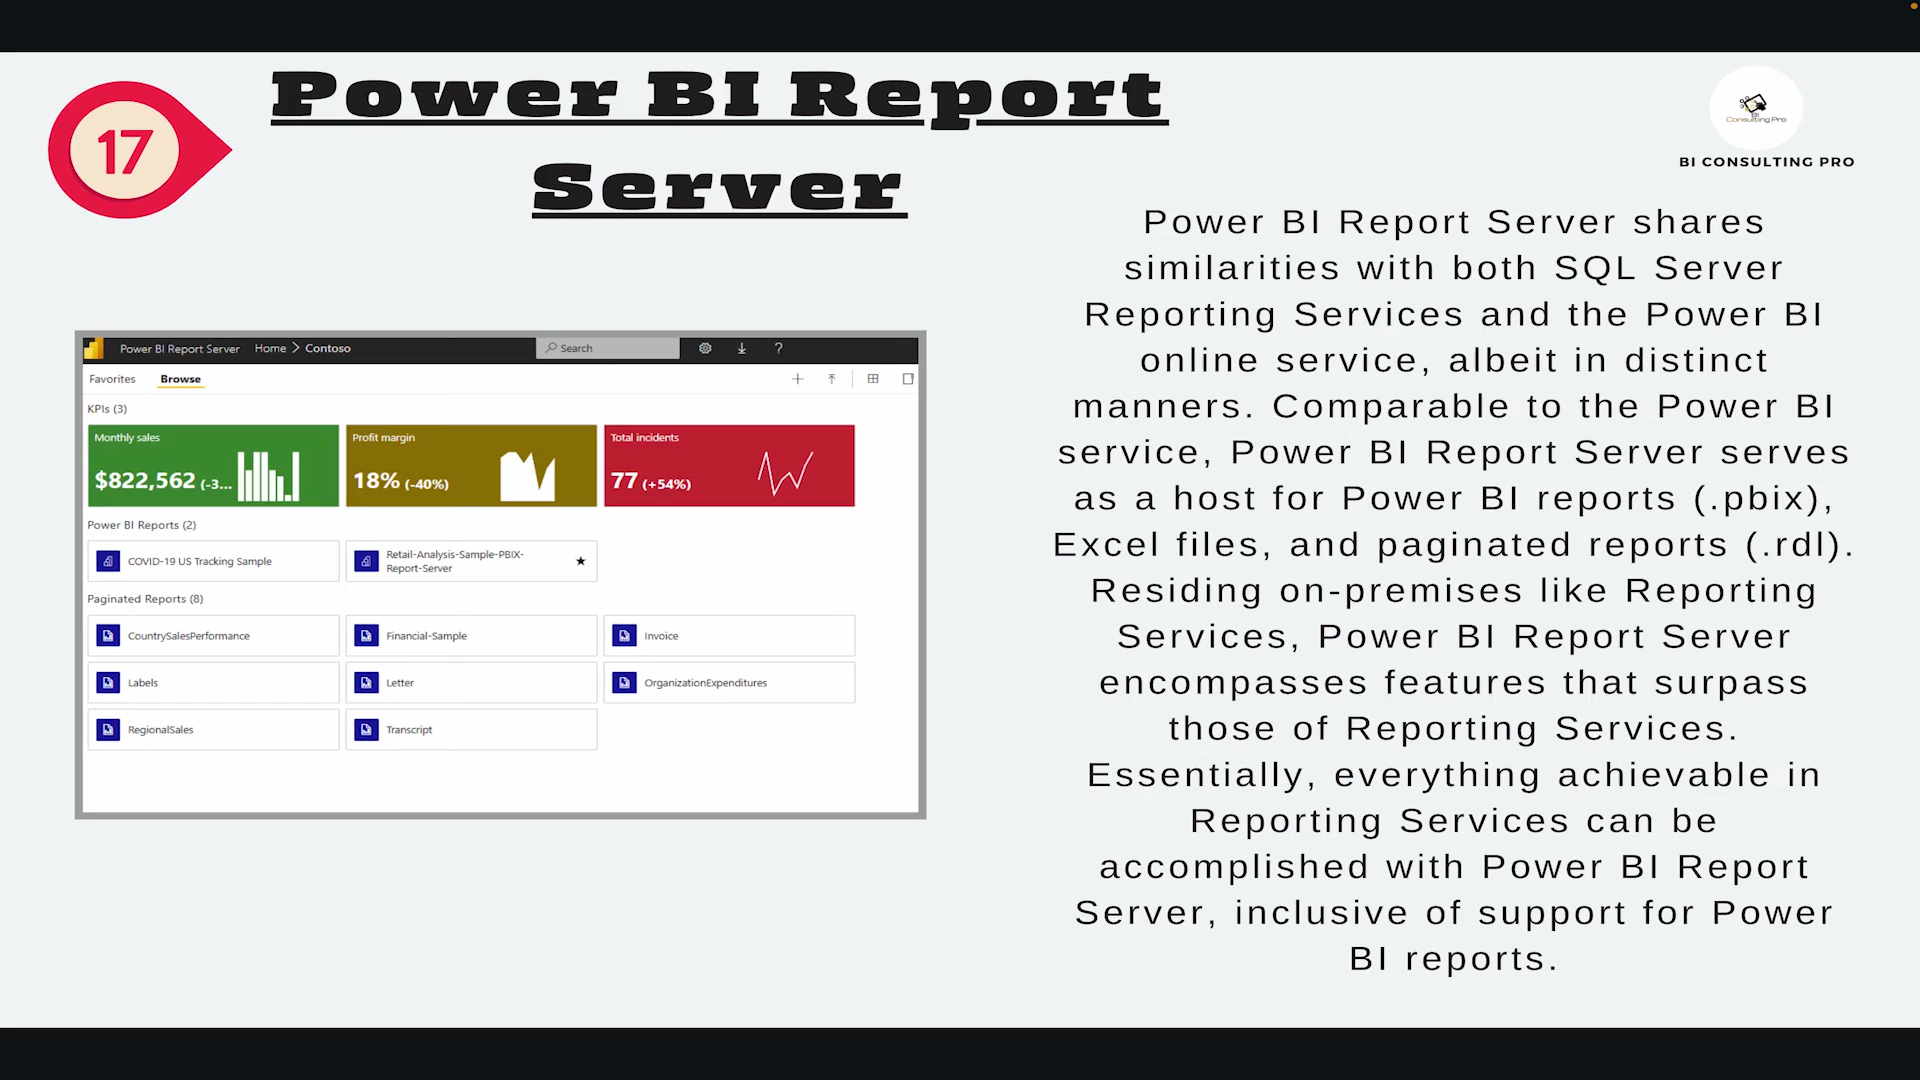 17
Power BI Report
Server
BI
Consulting Pro
BI CONSULTING PRO
Power BI Report Server Home > Contoso Search ?
Favorites Browse
KPIs (3)
Monthly sales Profit margin Total incidents
$822,562 (-3... 18% (-40%) 77 (+54%)
Power BI Reports (2)
COVID-19 US Tracking Sample
Retail-Analysis-Sample-PBIX-
Report-Server
Paginated Reports (8)
CountrySalesPerformance Financial-Sample Invoice
Labels Letter OrganizationExpenditures
RegionalSales Transcript
Power BI Report Server shares
similarities with both SQL Server
Reporting Services and the Power BI
online service, albeit in distinct
manners. Comparable to the Power BI
service, Power BI Report Server serves
as a host for Power BI reports (.pbix),
Excel files, and paginated reports (.rdl).
Residing on-premises like Reporting
Services, Power BI Report Server
encompasses features that surpass
those of Reporting Services.
Essentially, everything achievable in
Reporting Services can be
accomplished with Power BI Report
Server, inclusive of support for Power
BI reports.